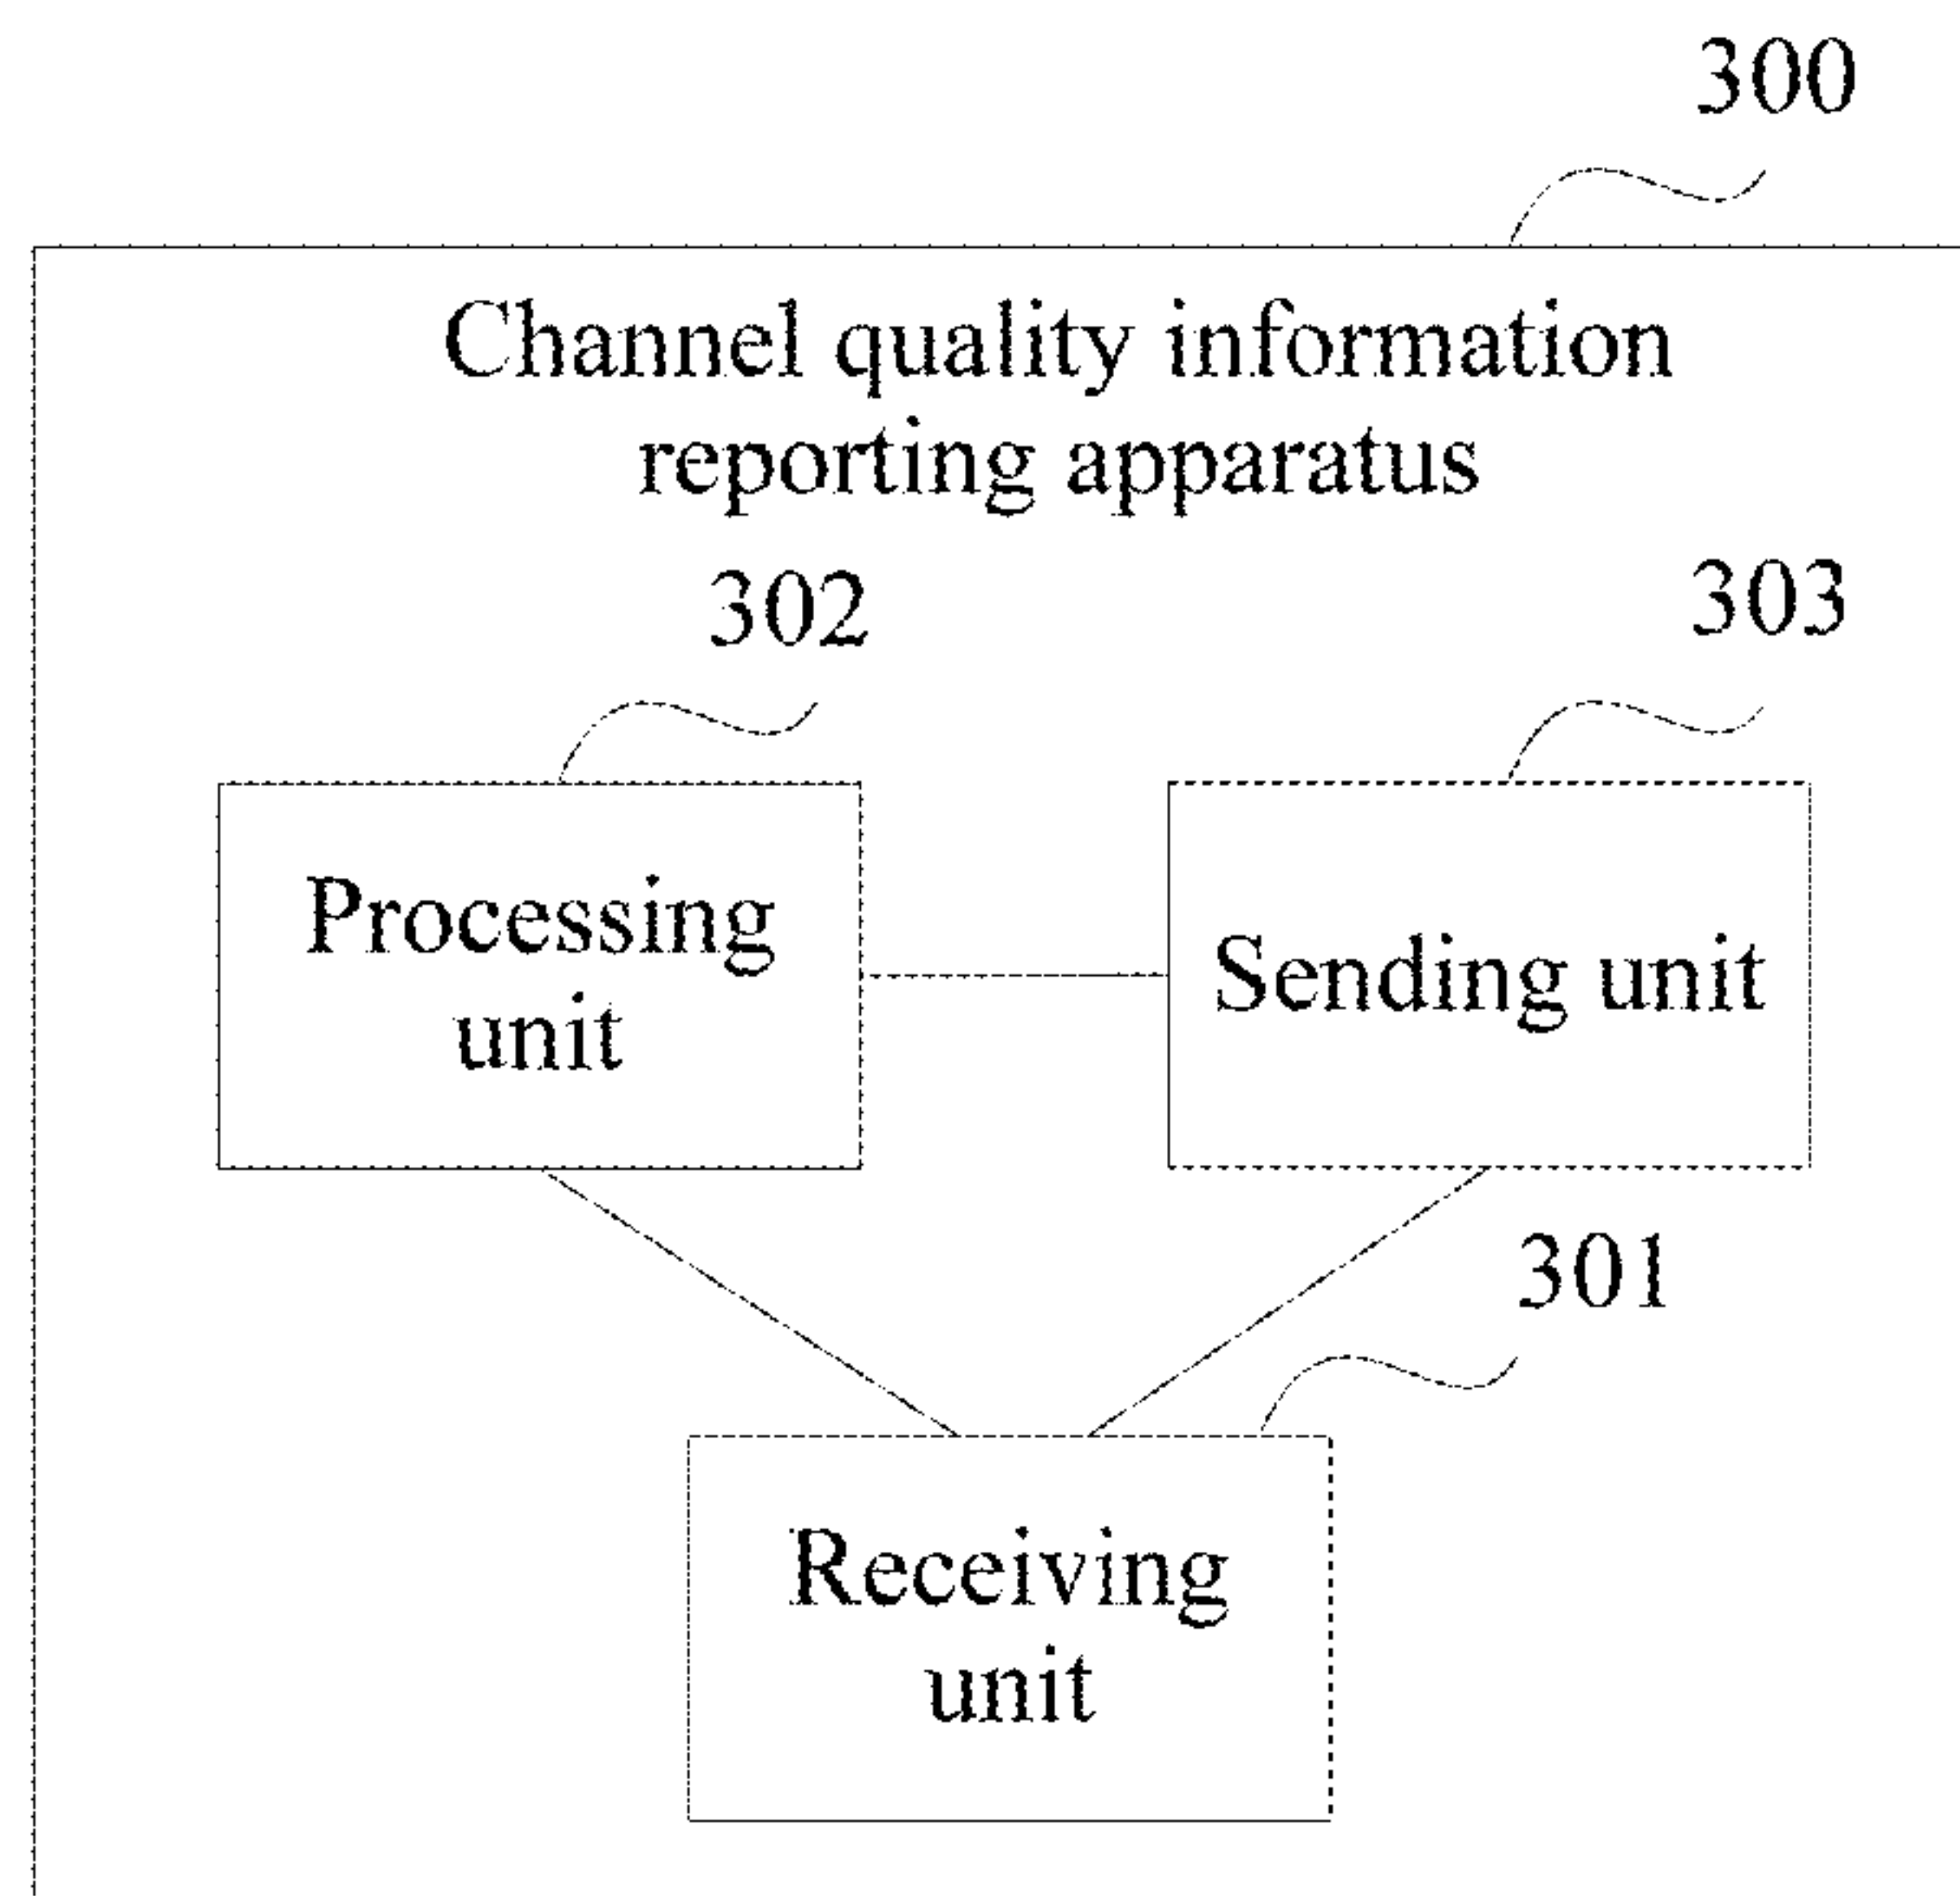 300
Channel quality information
reporting apparatus
302
303
Processing
unit
Sending unit
301
Receiving
unit